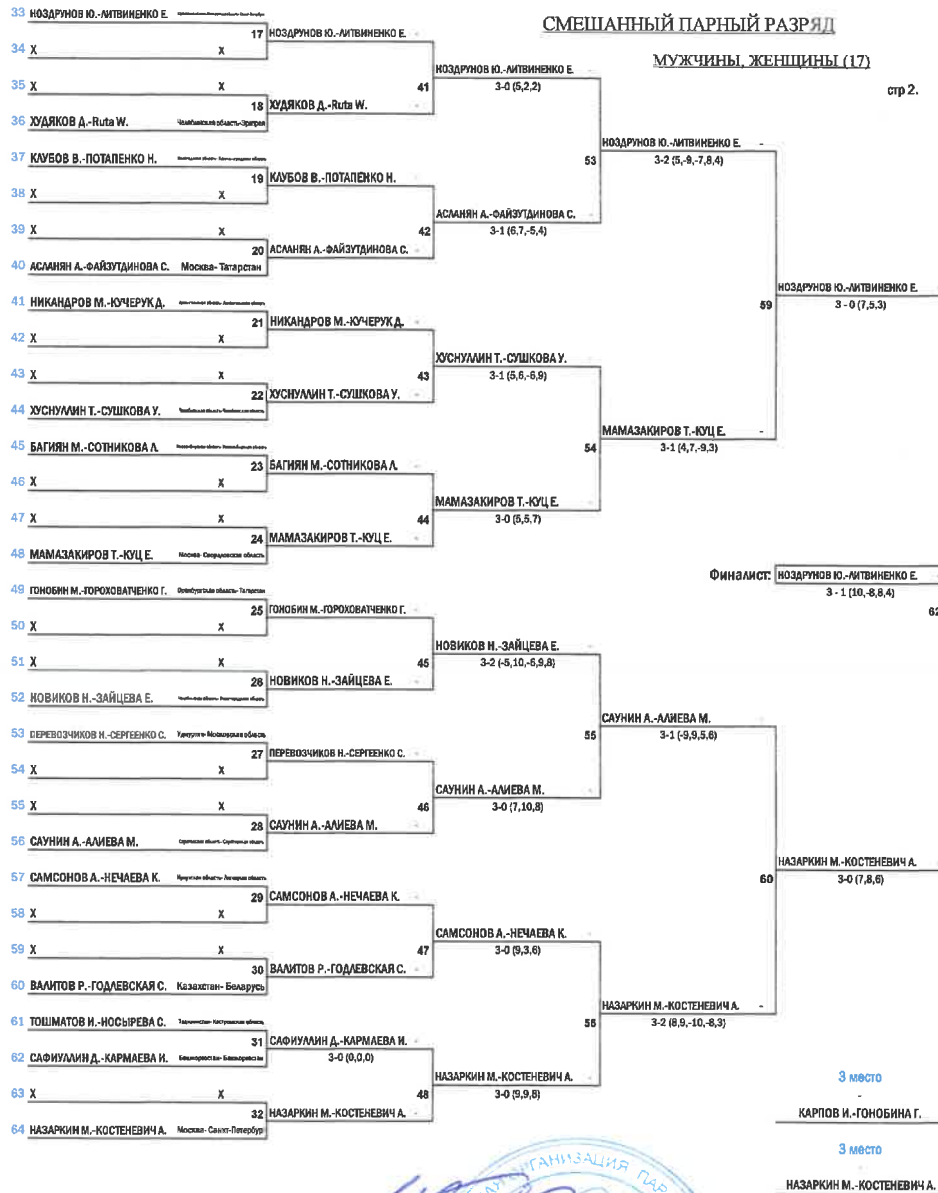 СМЕШАННЫЙ ПАРНЫЙ РАЗРЯД
МУЖЧИНЫ, ЖЕНЩИНЫ (17)
стр 2.
33 НОЗДРУНОВ Ю.-ЛИТВИНЕНКО Е.
17 НОЗДРУНОВ Ю.-ЛИТВИНЕНКО Е.
34 X X
НОЗДРУНОВ Ю.-ЛИТВИНЕНКО Е.
35 X X
41 3-0 (5,2,2)
18 ХУДЯКОВ Д.-Ruta W.
36 ХУДЯКОВ Д.-Ruta W. Челябинская область-Эритрея
НОЗДРУНОВ Ю.-ЛИТВИНЕНКО Е. -
53 3-2 (5,-9,-7,8,4)
37 КЛУБОВ В.-ПОТАПЕНКО Н.
19 КЛУБОВ В.-ПОТАПЕНКО Н.
38 X X
АСЛАНЯН А.-ФАЙЗУТДИНОВА С.
39 X X
42 3-1 (6,7,-5,4)
20 АСЛАНЯН А.-ФАЙЗУТДИНОВА С.
40 АСЛАНЯН А.-ФАЙЗУТДИНОВА С. Москва- Татарстан
НОЗДРУНОВ Ю.-ЛИТВИНЕНКО Е. -
59 3 - 0 (7,5,3)
41 НИКАНДРОВ М.-КУЧЕРУК Д.
21 НИКАНДРОВ М.-КУЧЕРУК Д.
42 X X
ХУСНУЛЛИН Т.-СУШКОВА У.
43 X X
43 3-1 (5,6,-6,9)
22 ХУСНУЛЛИН Т.-СУШКОВА У.
44 ХУСНУЛЛИН Т.-СУШКОВА У.
МАМАЗАКИРОВ Т.-КУЦ Е. -
54 3-1 (4,7,-9,3)
45 БАГИЯН М.-СОТНИКОВА Л.
23 БАГИЯН М.-СОТНИКОВА Л.
46 X X
МАМАЗАКИРОВ Т.-КУЦ Е.
47 X X
44 3-0 (5,5,7)
24 МАМАЗАКИРОВ Т.-КУЦ Е.
48 МАМАЗАКИРОВ Т.-КУЦ Е. Москва- Свердловская область
Финалист: НОЗДРУНОВ Ю.-ЛИТВИНЕНКО Е.
3 - 1 (10,-8,8,4)
62
49 ГОНОБИН М.-ГОРОХОВАТЧЕНКО Г. Оренбургская область- Татарстан
25 ГОНОБИН М.-ГОРОХОВАТЧЕНКО Г.
50 X X
НОВИКОВ Н.-ЗАЙЦЕВА Е.
51 X X
45 3-2 (-5,10,-6,9,8)
26 НОВИКОВ Н.-ЗАЙЦЕВА Е.
52 НОВИКОВ Н.-ЗАЙЦЕВА Е.
САУНИН А.-АЛИЕВА М.
55 3-1 (-9,9,5,6)
53 ПЕРЕВОЗЧИКОВ Н.-СЕРГЕЕНКО С. Удмуртия- Московская область
27 ПЕРЕВОЗЧИКОВ Н.-СЕРГЕЕНКО С.
54 X X
САУНИН А.-АЛИЕВА М.
55 X X
46 3-0 (7,10,8)
28 САУНИН А.-АЛИЕВА М.
56 САУНИН А.-АЛИЕВА М.
НАЗАРКИН М.-КОСТЕНЕВИЧ А.
60 3-0 (7,8,6)
57 САМСОНОВ А.-НЕЧАЕВА К.
29 САМСОНОВ А.-НЕЧАЕВА К.
58 X X
САМСОНОВ А.-НЕЧАЕВА К.
59 X X
47 3-0 (9,3,6)
30 ВАЛИТОВ Р.-ГОДЛЕВСКАЯ С.
60 ВАЛИТОВ Р.-ГОДЛЕВСКАЯ С. Казахстан- Беларусь
НАЗАРКИН М.-КОСТЕНЕВИЧ А. -
56 3-2 (8,9,-10,-8,3)
61 ТОШМАТОВ И.-НОСЫРЕВА С. Таджикистан- Костромская область
31 САФИУЛЛИН Д.-КАРМАЕВА И.
62 САФИУЛЛИН Д.-КАРМАЕВА И. Башкортостан- Башкортостан
3-0 (0,0,0)
НАЗАРКИН М.-КОСТЕНЕВИЧ А.
63 X X
48 3-0 (9,9,8)
32 НАЗАРКИН М.-КОСТЕНЕВИЧ А.
64 НАЗАРКИН М.-КОСТЕНЕВИЧ А. Москва- Санкт-Петербург
3 место
-
КАРПОВ И.-ГОНОБИНА Г.
3 место
-
НАЗАРКИН М.-КОСТЕНЕВИЧ А.
ОРГАНИЗАЦИЯ